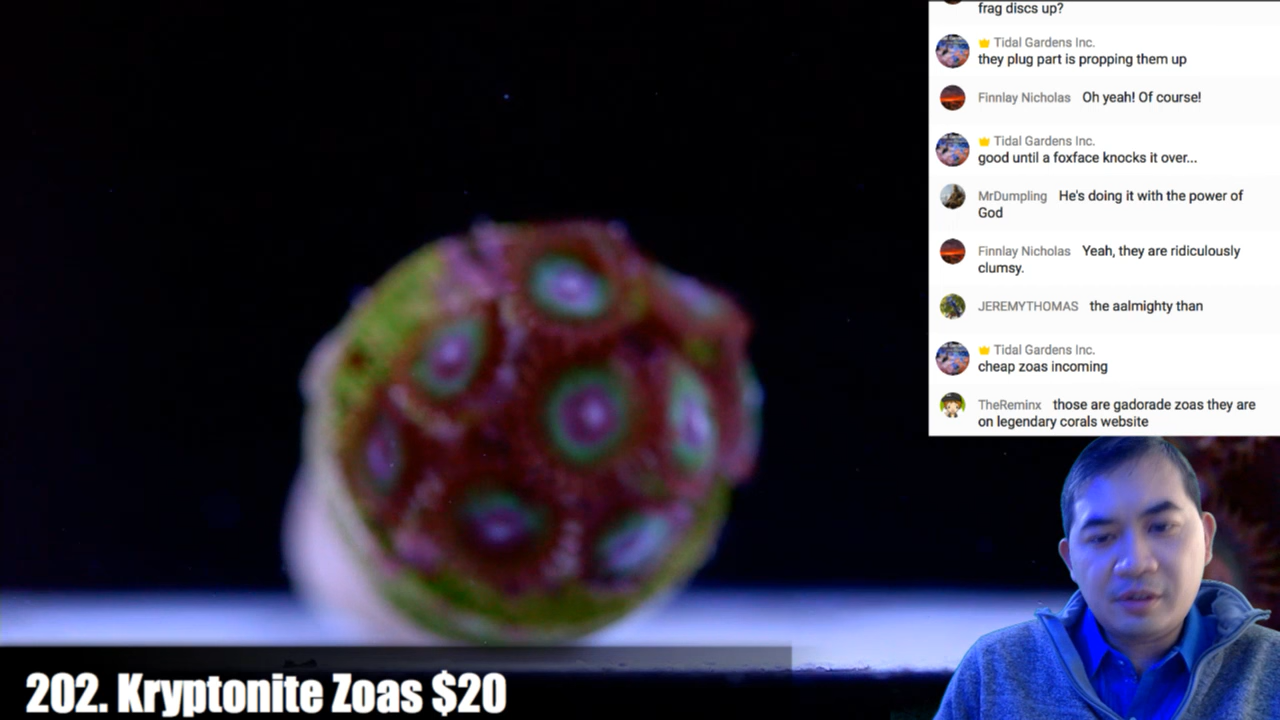 frag discs up?
Tidal Gardens Inc.
they plug part is propping them up
Finnlay Nicholas Oh yeah! Of course!
Tidal Gardens Inc.
good until a foxface knocks it over...
MrDumpling He's doing it with the power of
God
Finnlay Nicholas Yeah, they are ridiculously
clumsy.
JEREMYTHOMAS the aalmighty than
Tidal Gardens Inc.
cheap zoas incoming
TheReminx those are gadorade zoas they are
on legendary corals website
202. Kryptonite Zoas $20